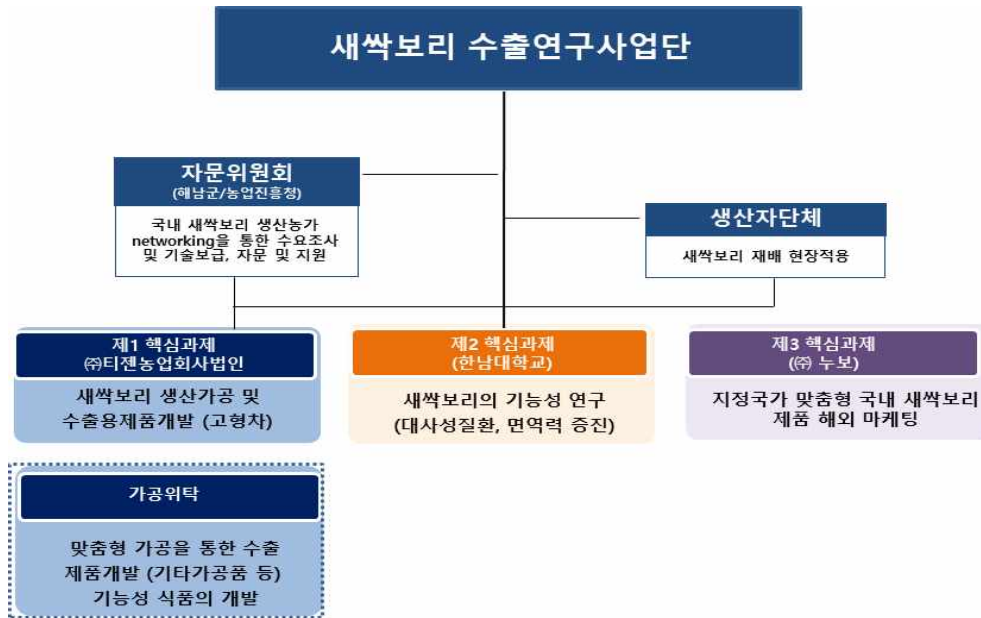 새싹보리 수출연구사업단
자문위원회
(해남군/농업진흥청)
국내 새싹보리 생산농가
networking을 통한 수요조사
및 기술보급, 자문 및 지원
생산자단체
새싹보리 재배 현장적용
제1 핵심과제
㈜티젠농업회사법인
새싹보리 생산가공 및
수출용제품개발 (고형차)
제2 핵심과제
(한남대학교)
새싹보리의 기능성 연구
(대사성질환, 면역력 증진)
제3 핵심과제
(㈜ 누보)
지정국가 맞춤형 국내 새싹보리
제품 해외 마케팅
가공위탁
맞춤형 가공을 통한 수출
제품개발 (기타가공품 등)
기능성 식품의 개발